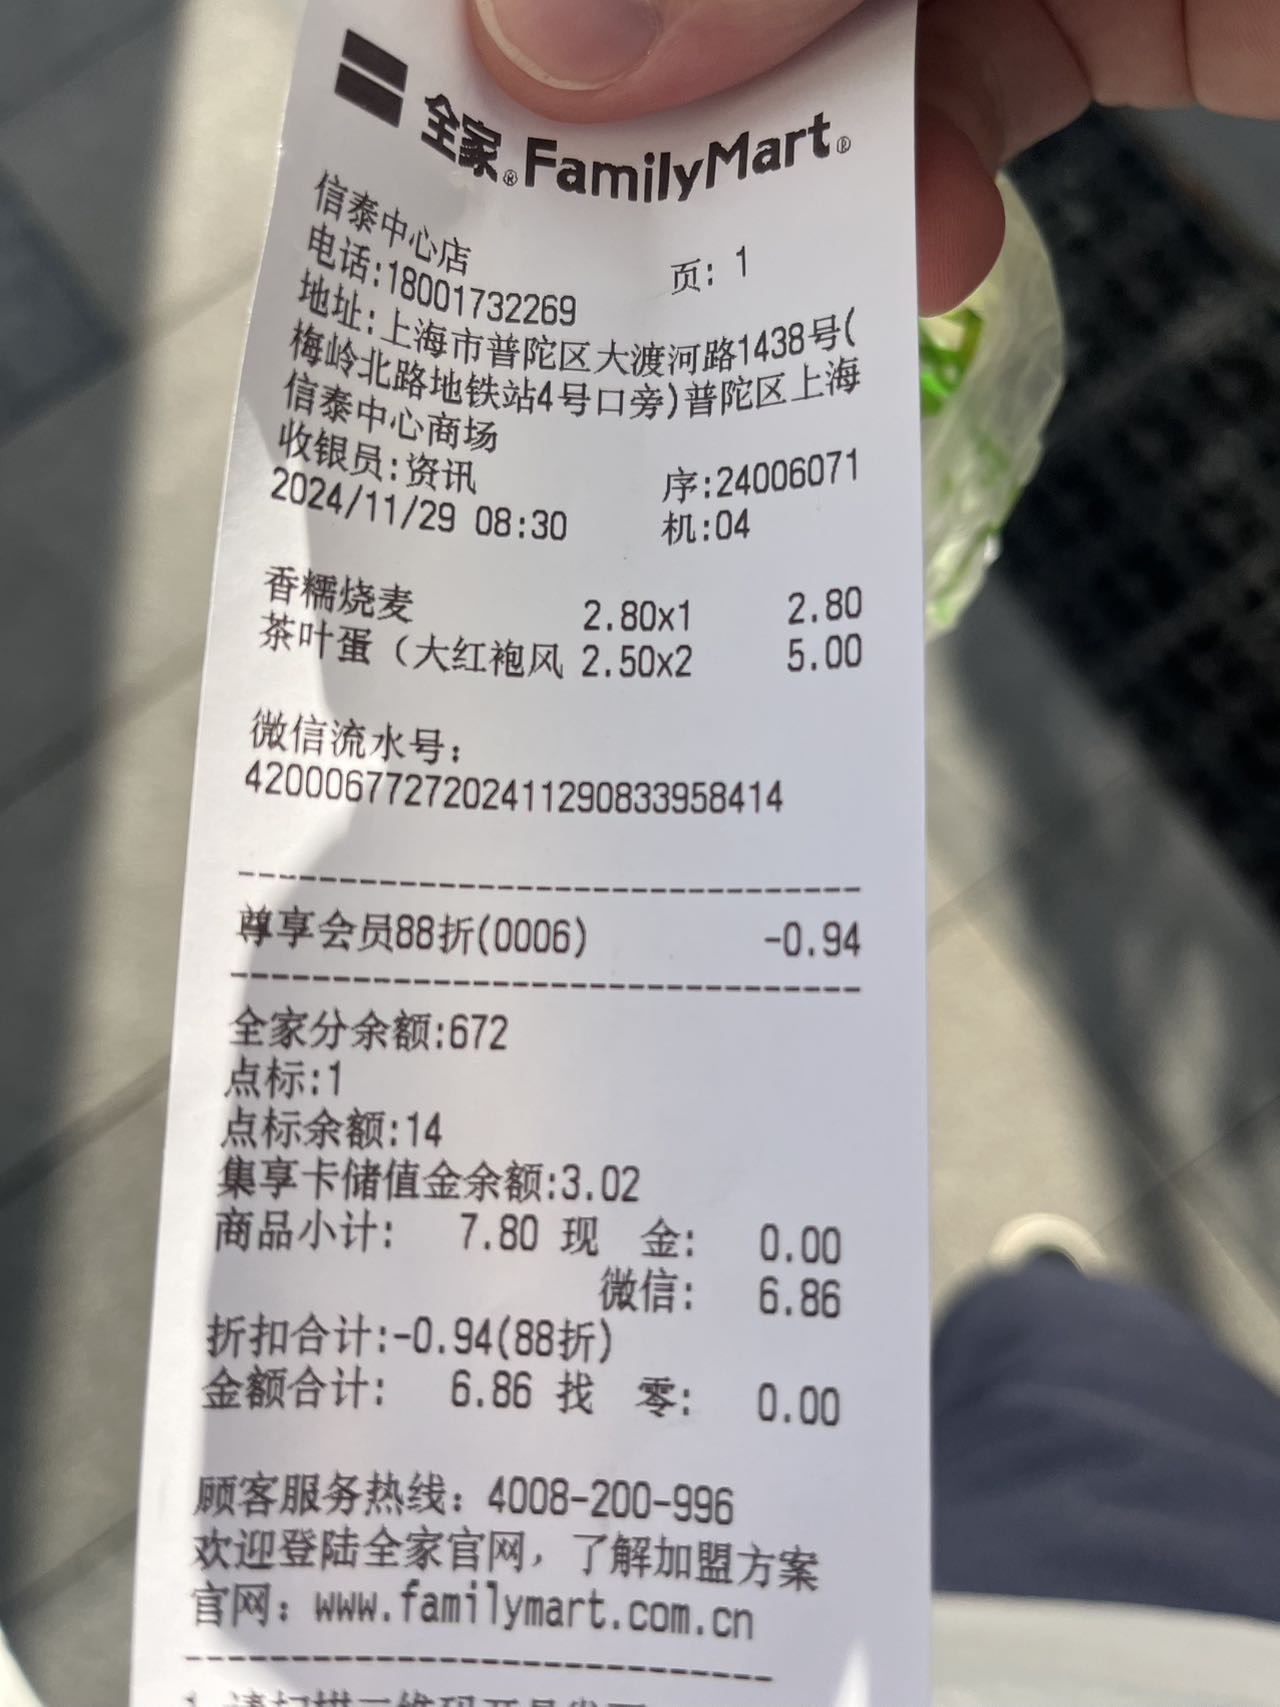 全家® FamilyMart®
信泰中心店 页: 1
电话:18001732269
地址:上海市普陀区大渡河路1438号(
梅岭北路地铁站4号口旁)普陀区上海
信泰中心商场
收银员:资讯 序:24006071
2024/11/29 08:30 机:04
香糯烧麦 2.80x1 2.80
茶叶蛋（大红袍风 2.50x2 5.00
微信流水号:
4200067727202411290833958414
尊享会员88折(0006) -0.94
全家分余额:672
点标:1
点标余额:14
集享卡储值金余额:3.02
商品小计: 7.80 现 金: 0.00
微信: 6.86
折扣合计:-0.94(88折)
金额合计: 6.86 找 零: 0.00
顾客服务热线: 4008-200-996
欢迎登陆全家官网，了解加盟方案
官网: www.familymart.com.cn